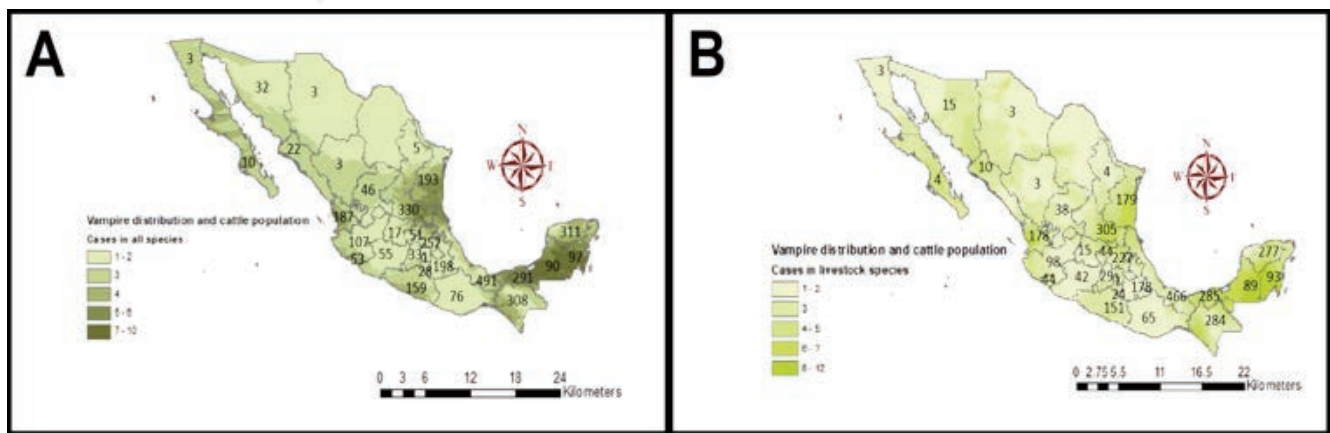 A
3
32
3
5
22
10
3
193
46
330
187
17
54
257
107
55
33
1
53
28
198
491
291
311
97
90
159
76
308
N
W
S
Vampire distribution and cattle population
Cases in all species
1 - 2
3
4
5 - 6
7 - 10
0 3 6 12 18 24
Kilometers
B
3
15
3
4
10
4
3
179
38
305
178
15
44
98
42
29
44
24
178
466
285
277
93
89
151
65
284
N
W
S
Vampire distribution and cattle population
Cases in livestock species
1 - 2
3
4 - 5
6 - 7
8 - 12
0 2.75 5.5 11 16.5 22
Kilometers